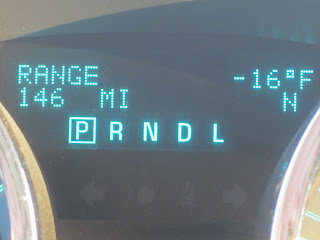 RANGE -16°F
146 MI N
P R N D L